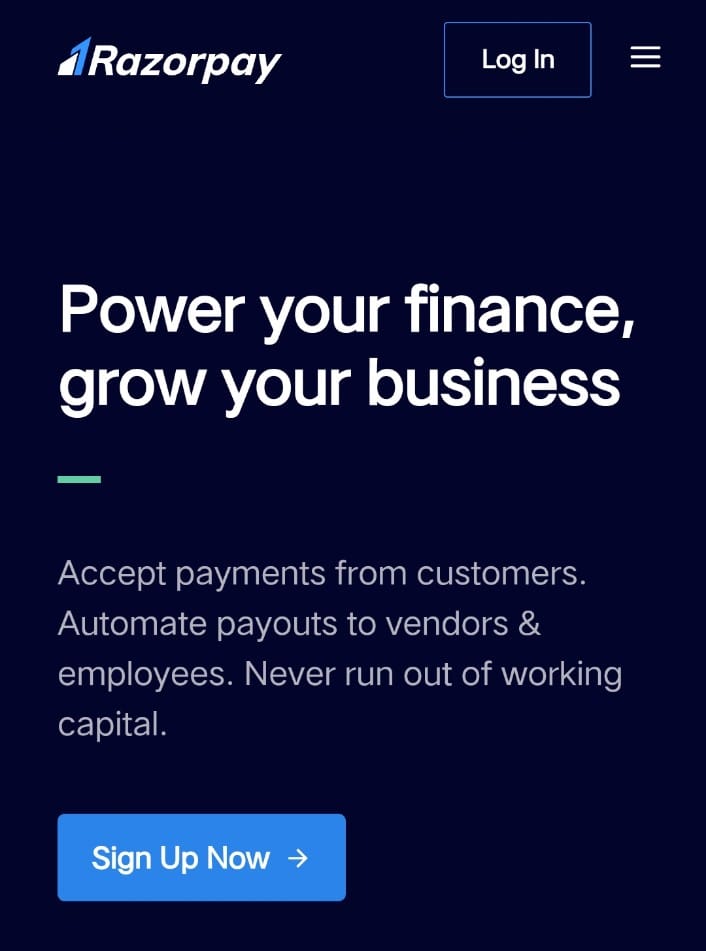 Razorpay
Log In
Power your finance,
grow your business
Accept payments from customers.
Automate payouts to vendors &
employees. Never run out of working
capital.
Sign Up Now →